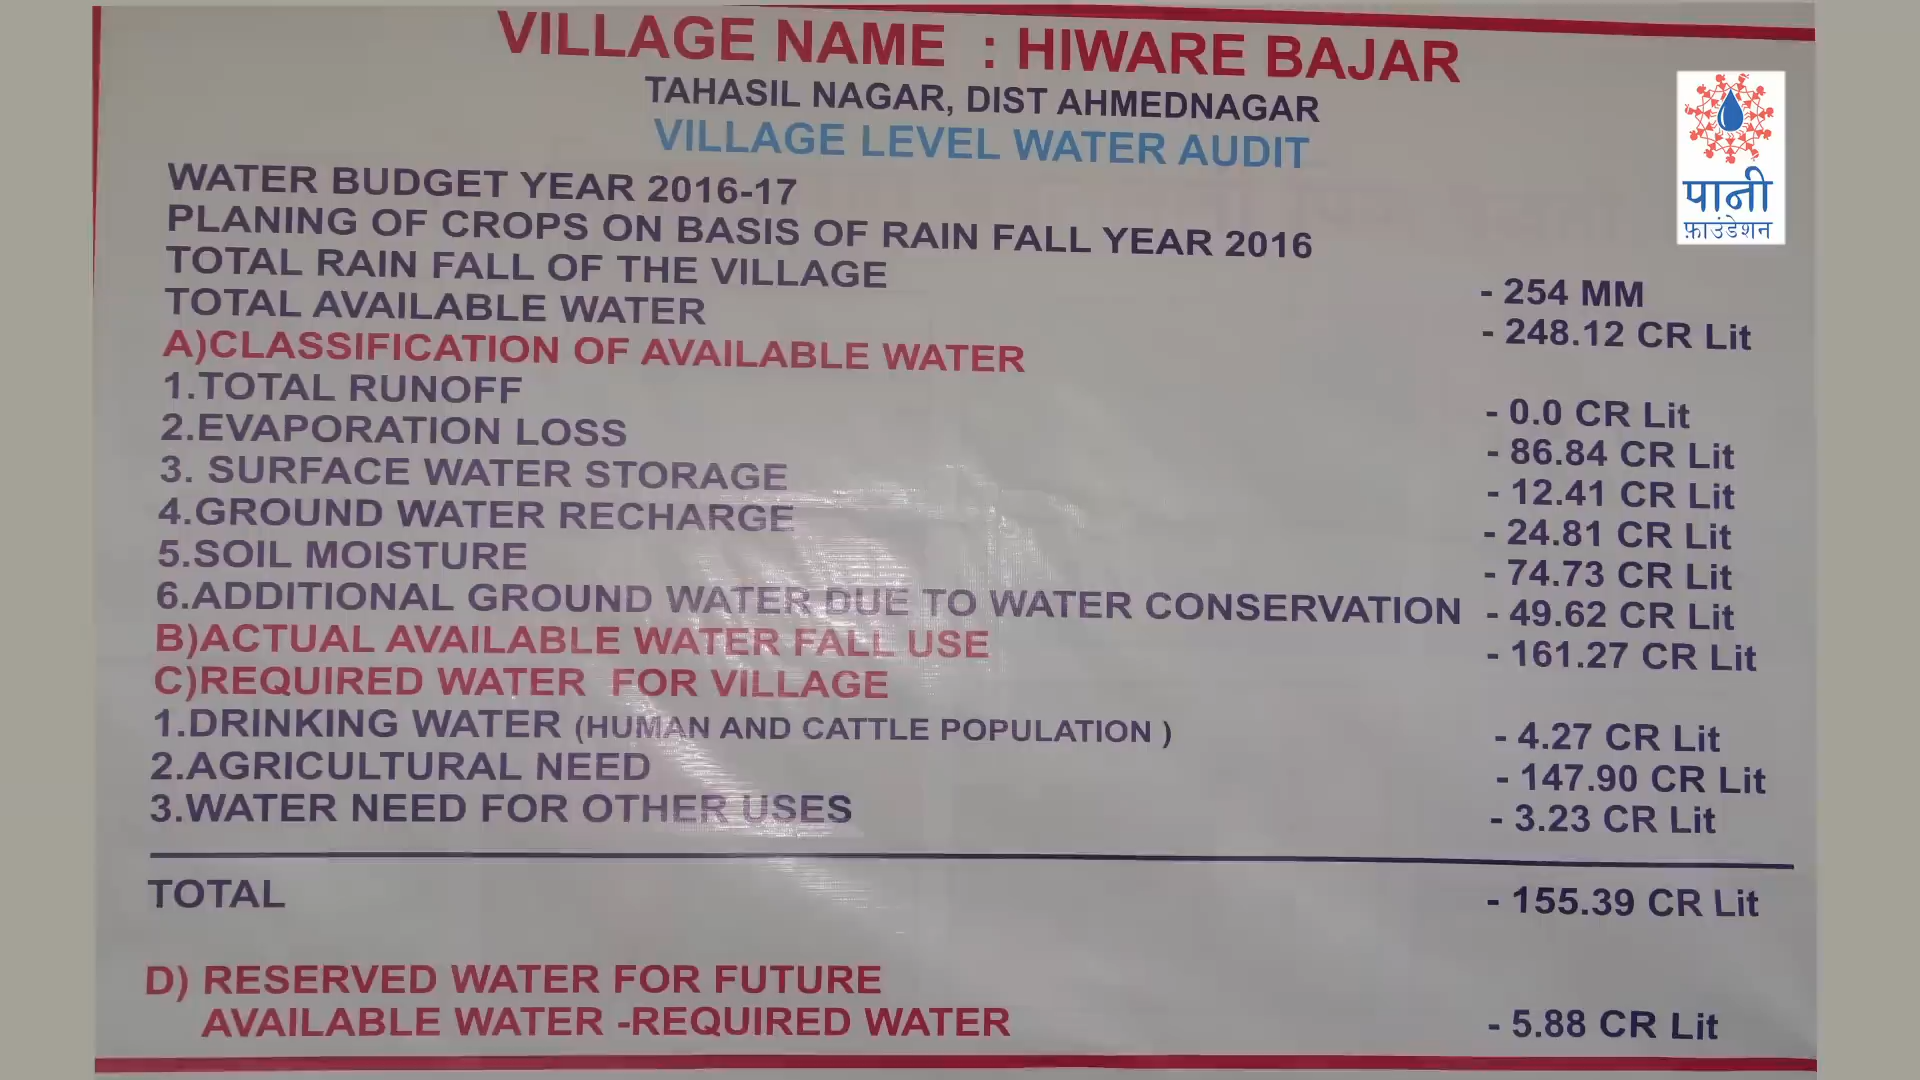 VILLAGE NAME : HIWARE BAJAR
TAHASIL NAGAR, DIST AHMEDNAGAR
VILLAGE LEVEL WATER AUDIT
पानी
फ़ाउंडेशन
WATER BUDGET YEAR 2016-17
PLANING OF CROPS ON BASIS OF RAIN FALL YEAR 2016
TOTAL RAIN FALL OF THE VILLAGE - 254 MM
TOTAL AVAILABLE WATER - 248.12 CR Lit
A)CLASSIFICATION OF AVAILABLE WATER
1.TOTAL RUNOFF - 0.0 CR Lit
2.EVAPORATION LOSS - 86.84 CR Lit
3. SURFACE WATER STORAGE - 12.41 CR Lit
4.GROUND WATER RECHARGE - 24.81 CR Lit
5.SOIL MOISTURE - 74.73 CR Lit
6.ADDITIONAL GROUND WATER DUE TO WATER CONSERVATION - 49.62 CR Lit
B)ACTUAL AVAILABLE WATER FALL USE - 161.27 CR Lit
C)REQUIRED WATER FOR VILLAGE
1.DRINKING WATER (HUMAN AND CATTLE POPULATION ) - 4.27 CR Lit
2.AGRICULTURAL NEED - 147.90 CR Lit
3.WATER NEED FOR OTHER USES - 3.23 CR Lit
TOTAL - 155.39 CR Lit
D) RESERVED WATER FOR FUTURE
AVAILABLE WATER -REQUIRED WATER - 5.88 CR Lit